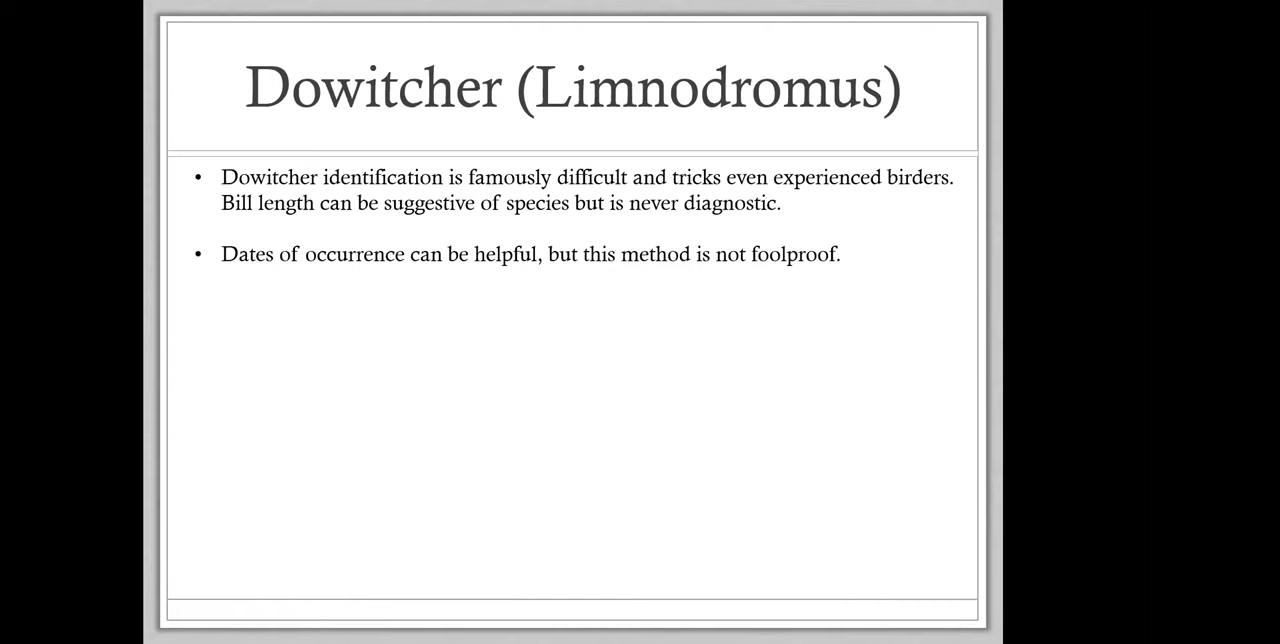 Dowitcher (Limnodromus)
• Dowitcher identification is famously difficult and tricks even experienced birders.
Bill length can be suggestive of species but is never diagnostic.
• Dates of occurrence can be helpful, but this method is not foolproof.